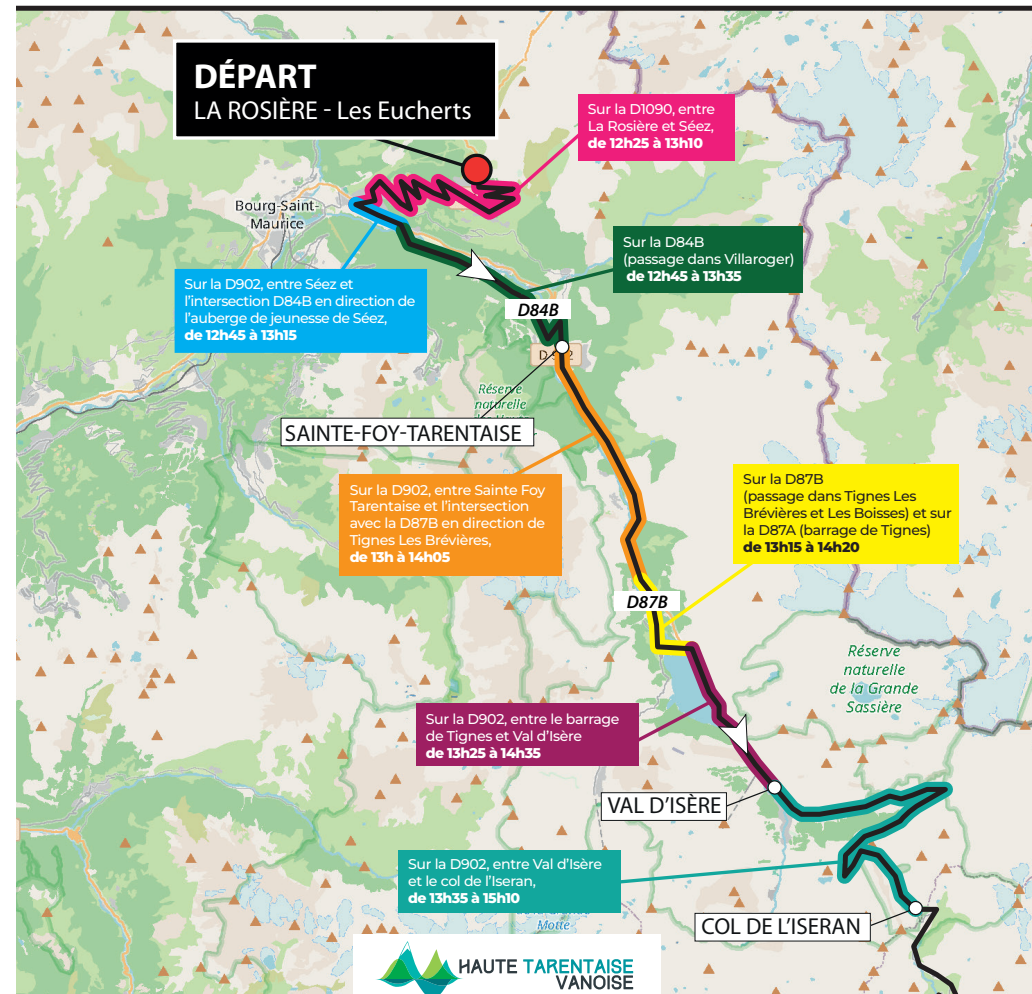 DÉPART
LA ROSIÈRE - Les Eucherts
Sur la D1090, entre
La Rosière et Séez,
de 12h25 à 13h10
Bourg-Saint-
Maurice
Sur la D84B
(passage dans Villaroger)
de 12h45 à 13h35
Sur la D902, entre Séez et
l'intersection D84B en direction de
l'auberge de jeunesse de Séez,
de 12h45 à 13h15
D84B
Réserve
naturelle
SAINTE-FOY-TARENTAISE
Sur la D902, entre Sainte Foy
Tarentaise et l'intersection
avec la D87B en direction de
Tignes Les Brévières,
de 13h à 14h05
Sur la D87B
(passage dans Tignes Les
Brévières et Les Boisses) et sur
la D87A (barrage de Tignes)
de 13h15 à 14h20
D87B
Réserve
naturelle
de la Grande
Sassière
Sur la D902, entre le barrage
de Tignes et Val d'Isère
de 13h25 à 14h35
VAL D'ISÈRE
Sur la D902, entre Val d'Isère
et le col de l'Iseran,
de 13h35 à 15h10
COL DE L'ISERAN
Motte
HAUTE TARENTAISE
VANOISE